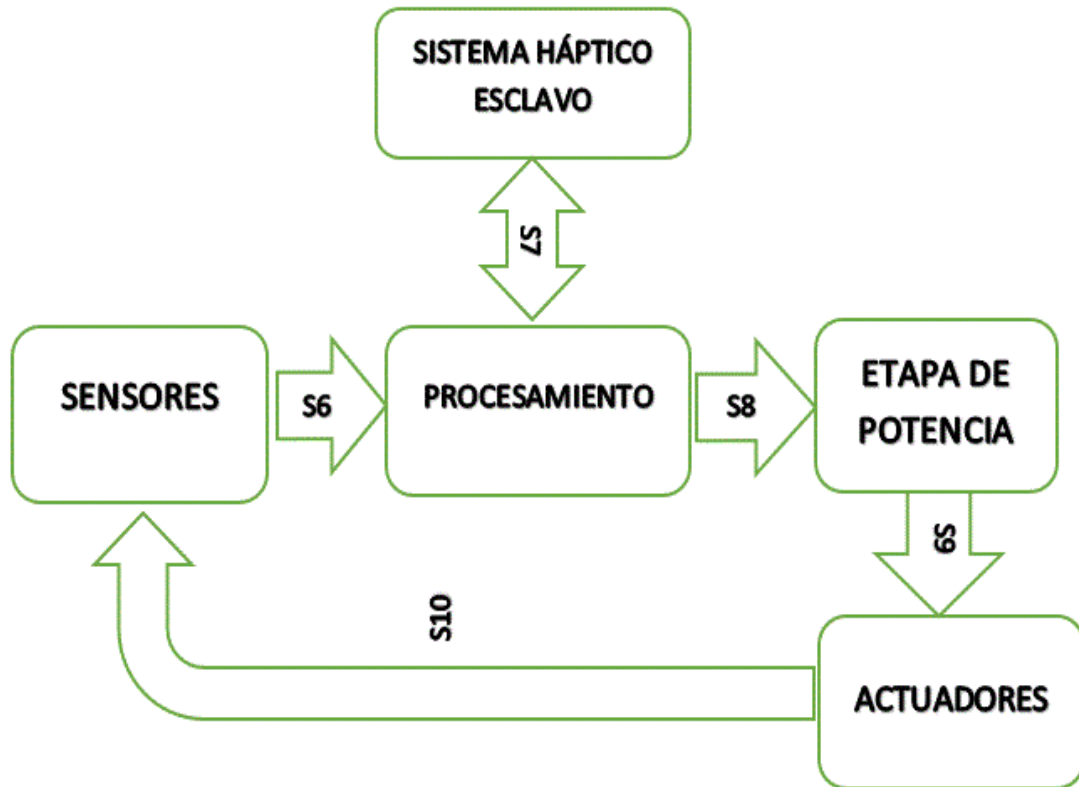 SISTEMA HÁPTICO
ESCLAVO
S7
SENSORES
S6
PROCESAMIENTO
S8
ETAPA DE
POTENCIA
S9
S10
ACTUADORES